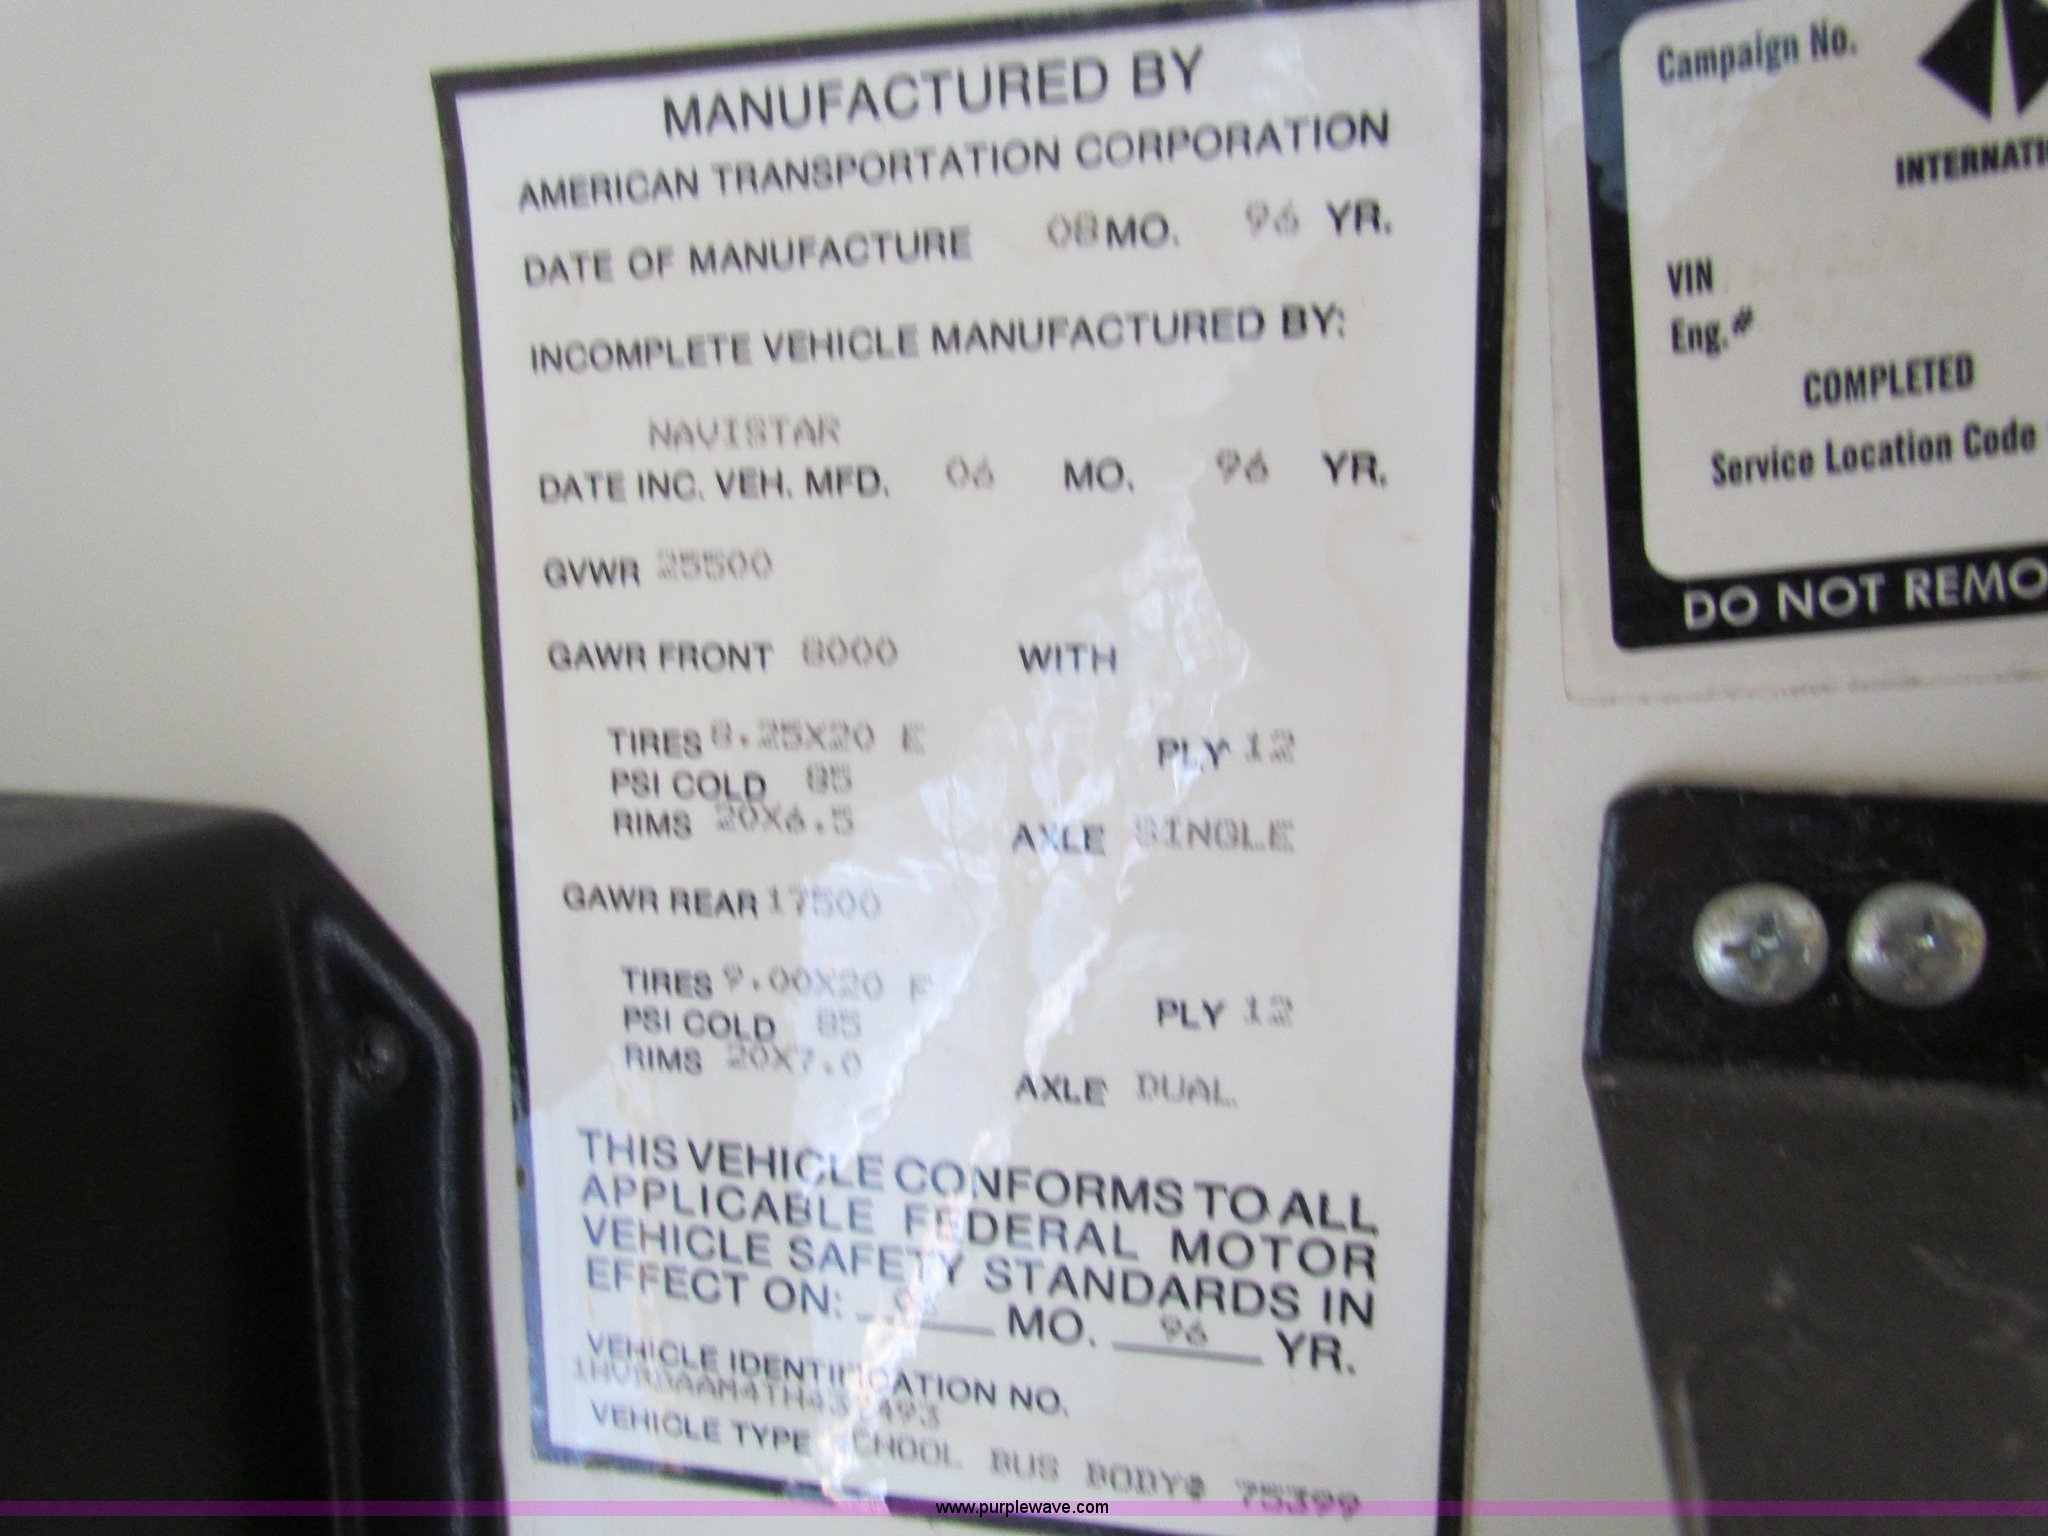 MANUFACTURED BY
AMERICAN TRANSPORTATION CORPORATION
DATE OF MANUFACTURE 08 MO. 96 YR.
INCOMPLETE VEHICLE MANUFACTURED BY:
NAVISTAR
DATE INC. VEH. MFD. 06 MO. 96 YR.
GVWR 25500
GAWR FRONT 8000 WITH
TIRES 8.25X20 E PLY 12
PSI COLD 85
RIMS 20X6.5 AXLE SINGLE
GAWR REAR 17500
TIRES 9.00X20 F PLY 12
PSI COLD 85
RIMS 20X7.0 AXLE DUAL
THIS VEHICLE CONFORMS TO ALL
APPLICABLE FEDERAL MOTOR
VEHICLE SAFETY STANDARDS IN
EFFECT ON: MO. 96 YR.
VEHICLE IDENTIFICATION NO.
VEHICLE TYPE SCHOOL BUS BODY# 75399
Campaign No.
INTERNATI
VIN
Eng.#
COMPLETED
Service Location Code
DO NOT REMO
www.purplewave.com